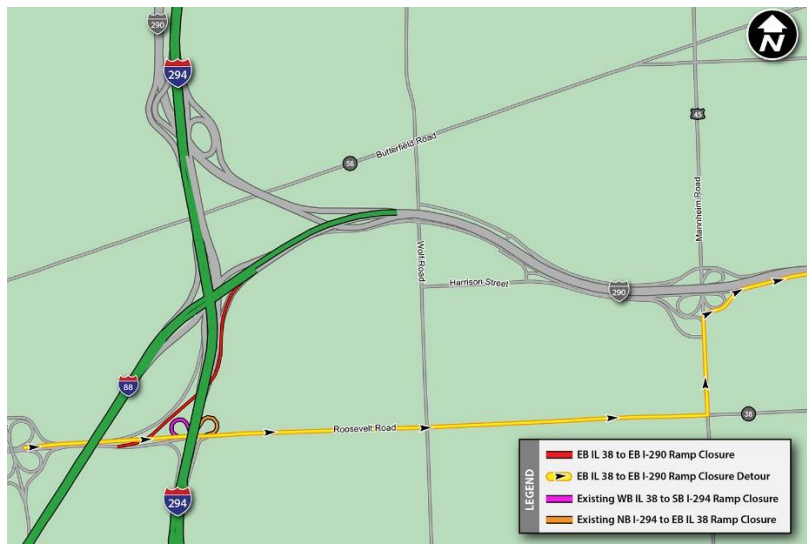 290
294
N
45
Butterfield Road
56
Mannheim Road
Wolf Road
Harrison Street
290
88
38
Roosevelt Road
294
LEGEND
EB IL 38 to EB I-290 Ramp Closure
EB IL 38 to EB I-290 Ramp Closure Detour
Existing WB IL 38 to SB I-294 Ramp Closure
Existing NB I-294 to EB IL 38 Ramp Closure